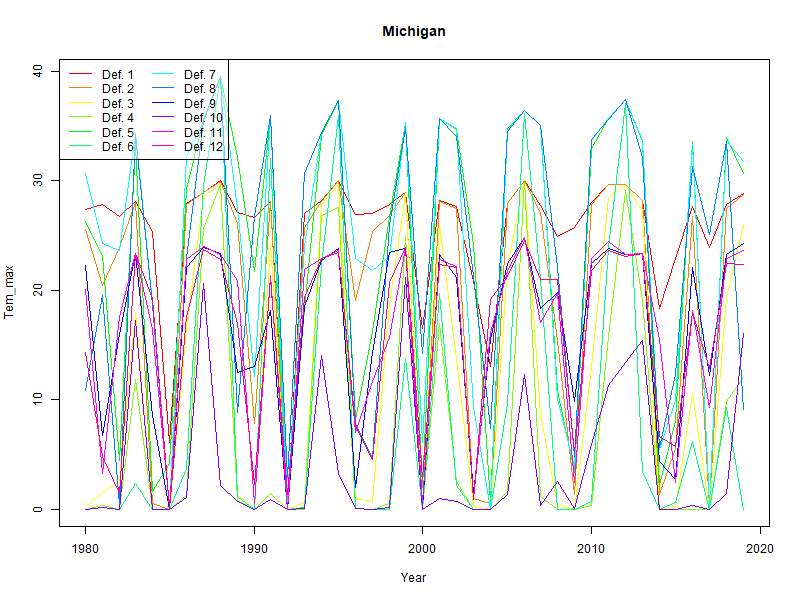 Michigan
Tem_max
40
30
20
10
0
Def. 1 Def. 7
Def. 2 Def. 8
Def. 3 Def. 9
Def. 4 Def. 10
Def. 5 Def. 11
Def. 6 Def. 12
1980 1990 2000 2010 2020
Year